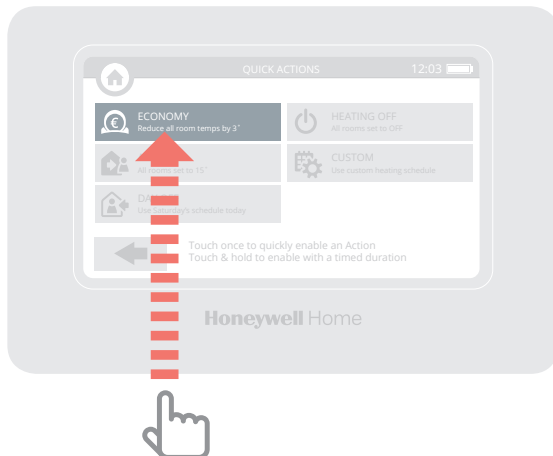 QUICK ACTIONS
12:03
ECONOMY
Reduce all room temps by 3°
HEATING OFF
All rooms set to OFF
All rooms set to 15°
CUSTOM
Use custom heating schedule
Use Saturday's schedule today
Touch once to quickly enable an Action
Touch & hold to enable with a timed duration
Honeywell Home